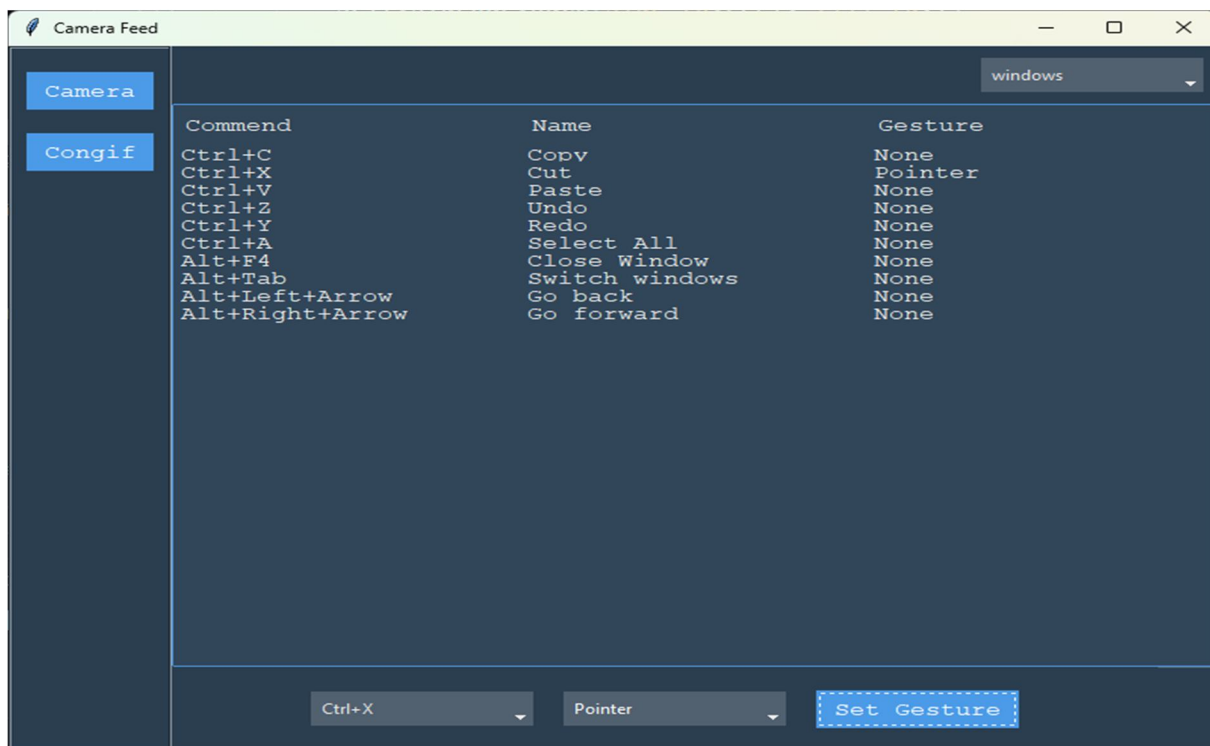 Camera Feed
windows
Camera
Congif
Commend Name Gesture
Ctrl+C Copy None
Ctrl+X Cut Pointer
Ctrl+V Paste None
Ctrl+Z Undo None
Ctrl+Y Redo None
Ctrl+A Select All None
Alt+F4 Close Window None
Alt+Tab Switch windows None
Alt+Left+Arrow Go back None
Alt+Right+Arrow Go forward None
Ctrl+X Pointer Set Gesture